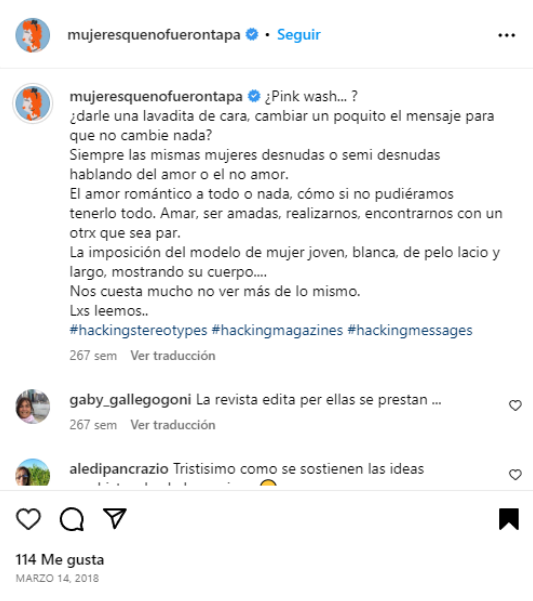 mujeresquenofuerontapa • Seguir
mujeresquenofuerontapa ¿Pink wash... ?
¿darle una lavadita de cara, cambiar un poquito el mensaje para
que no cambie nada?
Siempre las mismas mujeres desnudas o semi desnudas
hablando del amor o el no amor.
El amor romántico a todo o nada, cómo si no pudiéramos
tenerlo todo. Amar, ser amadas, realizarnos, encontrarnos con un
otrx que sea par.
La imposición del modelo de mujer joven, blanca, de pelo lacio y
largo, mostrando su cuerpo....
Nos cuesta mucho no ver más de lo mismo.
Lxs leemos..
#hackingstereotypes #hackingmagazines #hackingmessages
267 sem Ver traducción
gaby_gallegogoni La revista edita per ellas se prestan ...
267 sem Ver traducción
aledipancrazio Tristisimo como se sostienen las ideas
114 Me gusta
MARZO 14, 2018